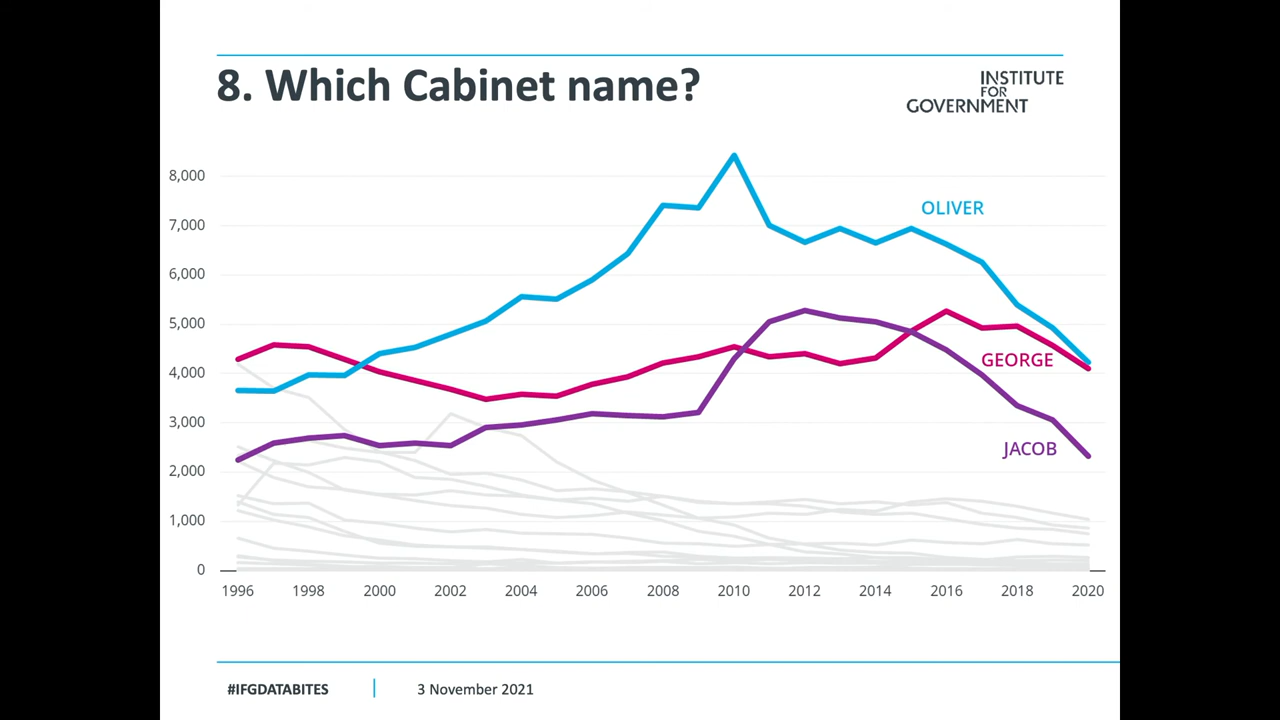 8. Which Cabinet name?
INSTITUTE
FOR
GOVERNMENT
8,000
7,000
6,000
5,000
4,000
3,000
2,000
1,000
0
OLIVER
GEORGE
JACOB
1996 1998 2000 2002 2004 2006 2008 2010 2012 2014 2016 2018 2020
#IFGDATABITES
3 November 2021